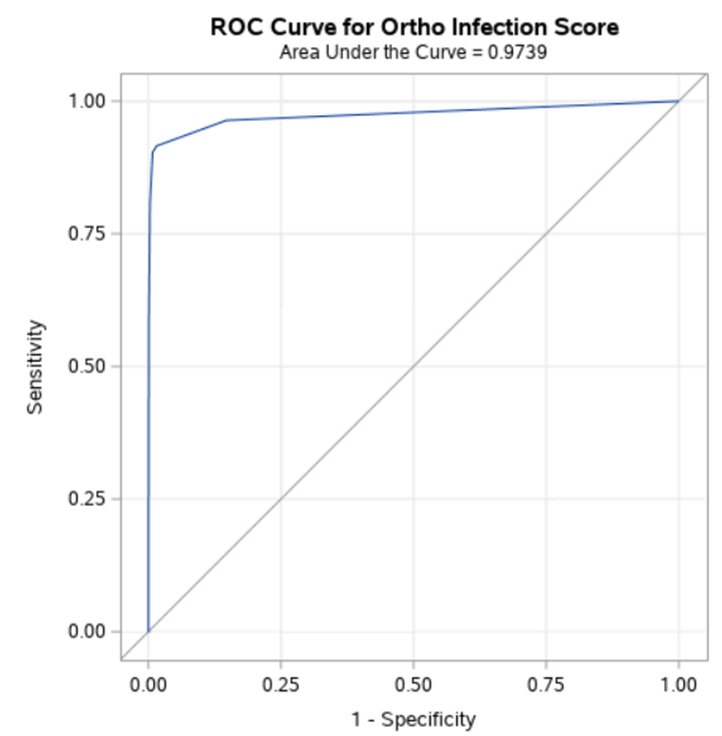 ROC Curve for Ortho Infection Score
Area Under the Curve = 0.9739
1.00
0.75
0.50
0.25
0.00
Sensitivity
0.00 0.25 0.50 0.75 1.00
1 - Specificity